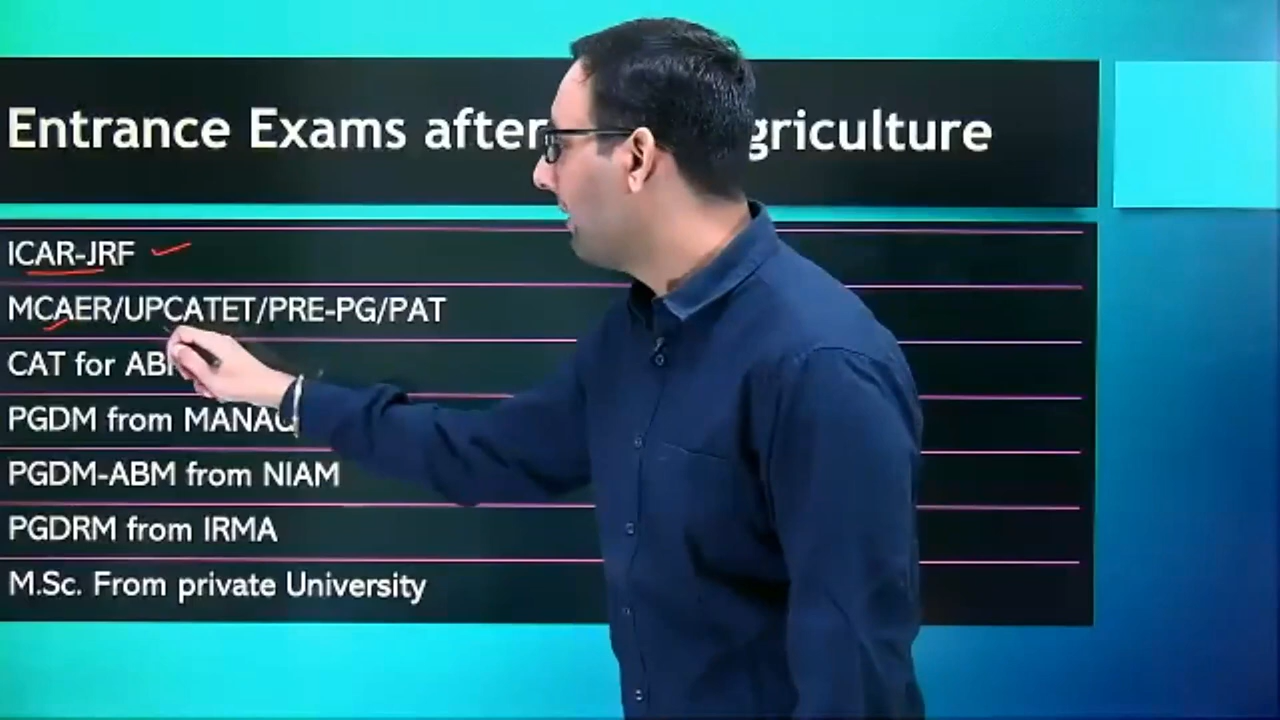 Entrance Exams after griculture
ICAR-JRF
MCAER/UPCATET/PRE-PG/PAT
CAT for AB
PGDM from MANA
PGDM-ABM from NIAM
PGDRM from IRMA
M.Sc. From private University